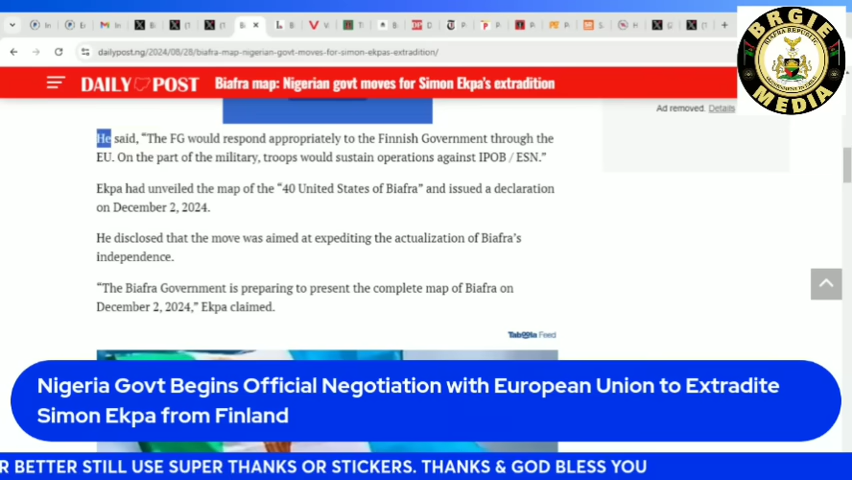 dailypost.ng/2024/08/28/biafra-map-nigerian-govt-moves-for-simon-ekpas-extradition/
DAILY POST
Biafra map: Nigerian govt moves for Simon Ekpa's extradition
BRGIE
BIAFRA REPUBLIC
GOVERNMENT IN EXILE
MEDIA
Ad removed. Details
He said, “The FG would respond appropriately to the Finnish Government through the
EU. On the part of the military, troops would sustain operations against IPOB / ESN.”
Ekpa had unveiled the map of the “40 United States of Biafra” and issued a declaration
on December 2, 2024.
He disclosed that the move was aimed at expediting the actualization of Biafra’s
independence.
“The Biafra Government is preparing to present the complete map of Biafra on
December 2, 2024,” Ekpa claimed.
Taboola Feed
Nigeria Govt Begins Official Negotiation with European Union to Extradite
Simon Ekpa from Finland
R BETTER STILL USE SUPER THANKS OR STICKERS. THANKS & GOD BLESS YOU